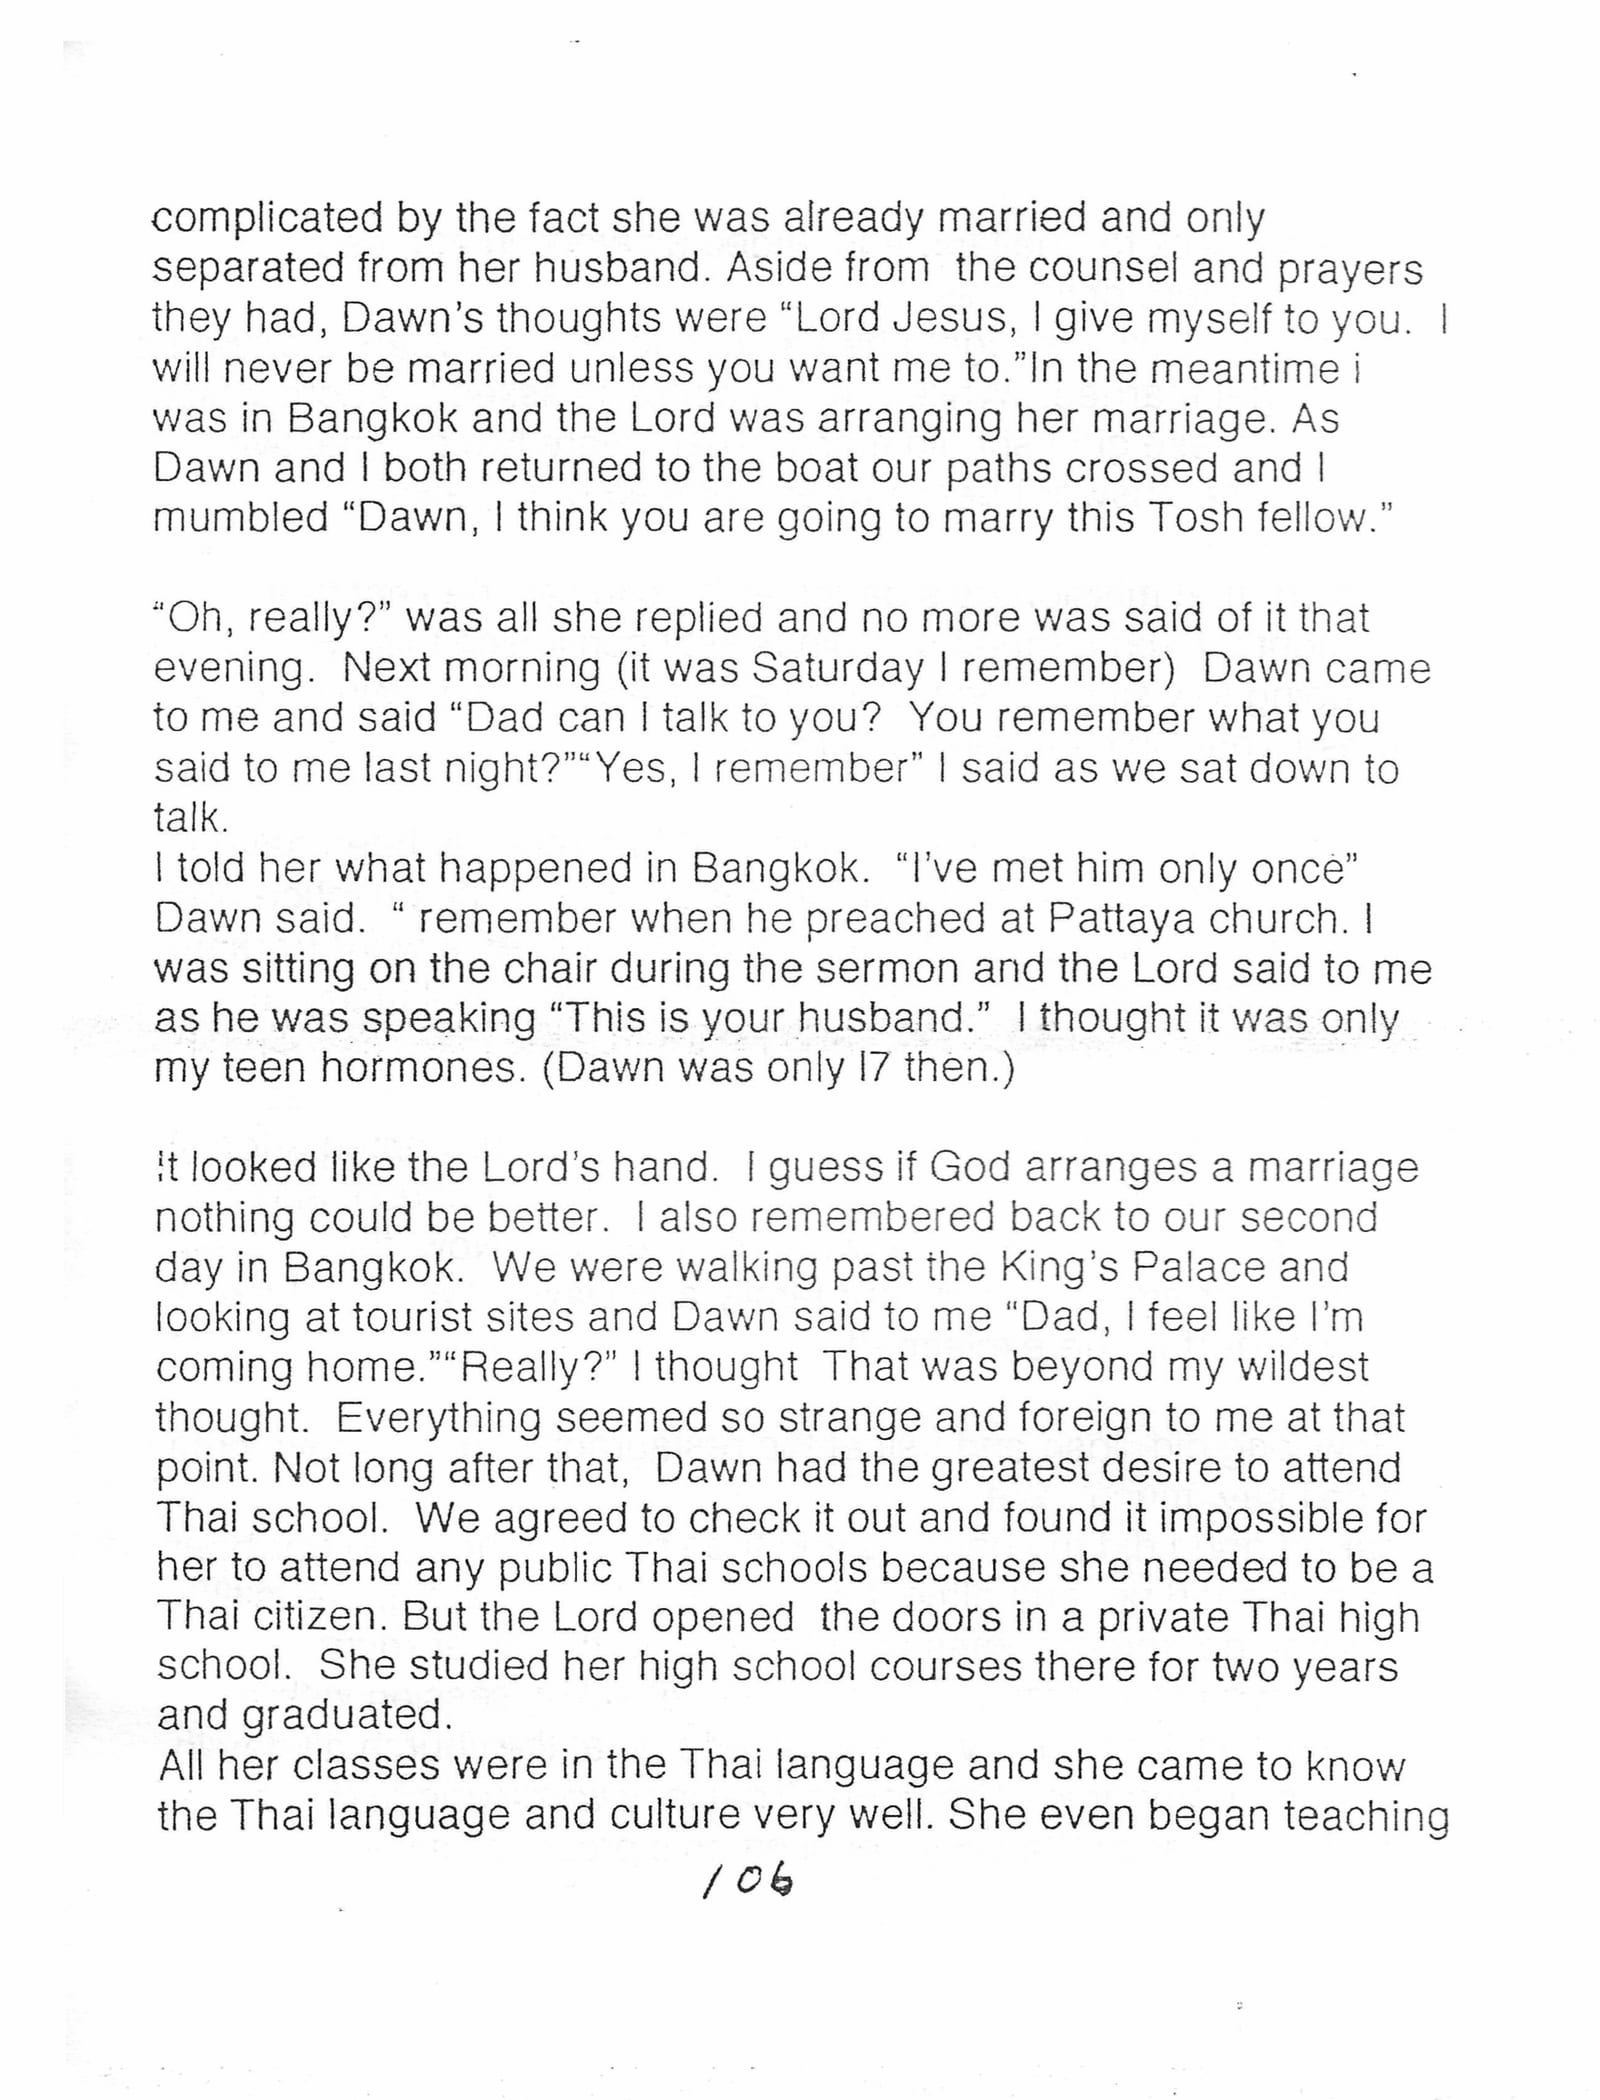 complicated by the fact she was already married and only
separated from her husband. Aside from  the counsel and prayers
they had, Dawn's thoughts were “Lord Jesus, I give myself to you.  I
will never be married unless you want me to.”In the meantime i
was in Bangkok and the Lord was arranging her marriage. As
Dawn and I both returned to the boat our paths crossed and I
mumbled “Dawn, I think you are going to marry this Tosh fellow.”

“Oh, really?” was all she replied and no more was said of it that
evening.  Next morning (it was Saturday I remember)  Dawn came
to me and said “Dad can I talk to you?  You remember what you
said to me last night?”“Yes, I remember” I said as we sat down to
talk.
I told her what happened in Bangkok.  “I've met him only once”
Dawn said.  “ remember when he preached at Pattaya church. I
was sitting on the chair during the sermon and the Lord said to me
as he was speaking “This is your husband.”  I thought it was only
my teen hormones. (Dawn was only l7 then.)

It looked like the Lord's hand.  I guess if God arranges a marriage
nothing could be better.  I also remembered back to our second
day in Bangkok.  We were walking past the King's Palace and
looking at tourist sites and Dawn said to me “Dad, I feel like I'm
coming home.”“Really?” I thought  That was beyond my wildest
thought.  Everything seemed so strange and foreign to me at that
point. Not long after that,  Dawn had the greatest desire to attend
Thai school.  We agreed to check it out and found it impossible for
her to attend any public Thai schools because she needed to be a
Thai citizen. But the Lord opened  the doors in a private Thai high
school.  She studied her high school courses there for two years
and graduated.
All her classes were in the Thai language and she came to know
the Thai language and culture very well. She even began teaching
106